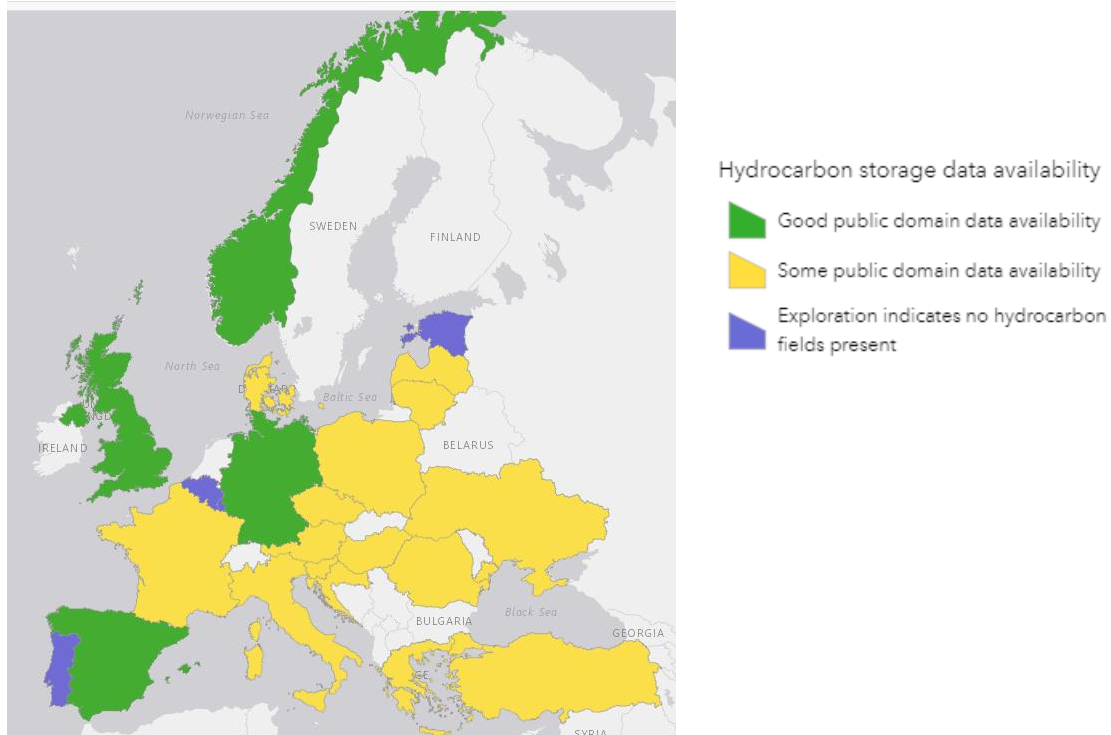 Norwegian Sea
SWEDEN
FINLAND
North Sea
Baltic Sea
IRELAND
BELARUS
Black Sea
BULGARIA
GEORGIA
SYRIA
Hydrocarbon storage data availability
Good public domain data availability
Some public domain data availability
Exploration indicates no hydrocarbon
fields present